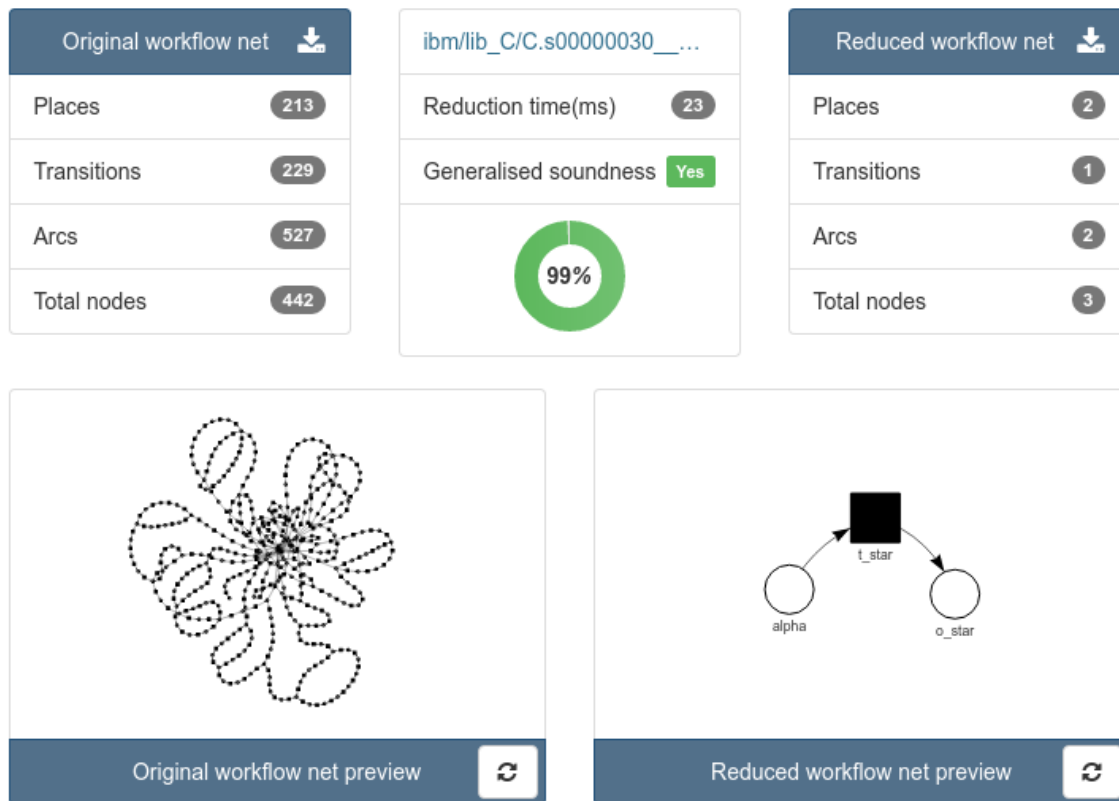 Original workflow net
Places 213
Transitions 229
Arcs 527
Total nodes 442
ibm/lib_C/C.s00000030__...
Reduction time(ms) 23
Generalised soundness Yes
99%
Reduced workflow net
Places 2
Transitions 1
Arcs 2
Total nodes 3
Original workflow net preview
t_star
alpha
o_star
Reduced workflow net preview